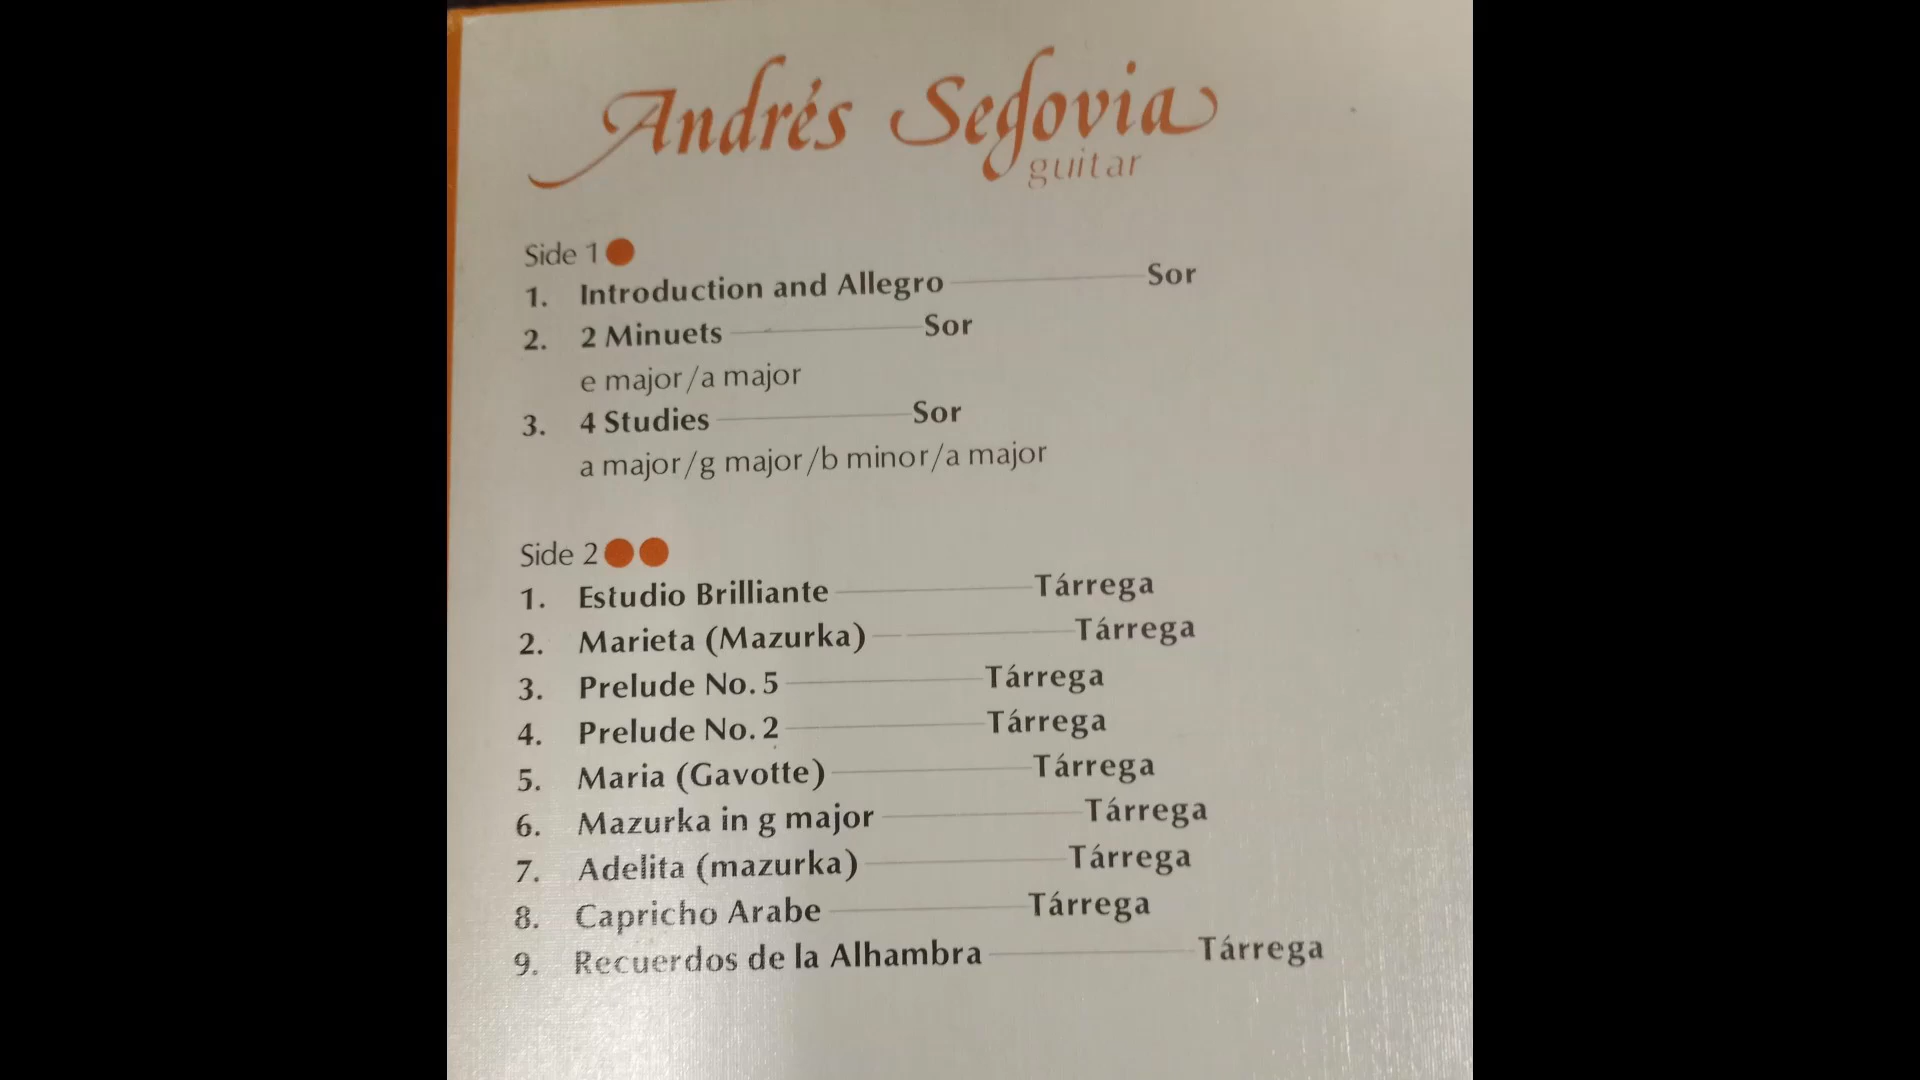 Andrés Segovia
guitar
Side 1
1. Introduction and Allegro Sor
2. 2 Minuets Sor
e major/a major
3. 4 Studies Sor
a major/g major/b minor/a major
Side 2
1. Estudio Brilliante Tárrega
2. Marieta (Mazurka) Tárrega
3. Prelude No. 5 Tárrega
4. Prelude No. 2 Tárrega
5. Maria (Gavotte) Tárrega
6. Mazurka in g major Tárrega
7. Adelita (mazurka) Tárrega
8. Capricho Arabe Tárrega
9. Recuerdos de la Alhambra Tárrega